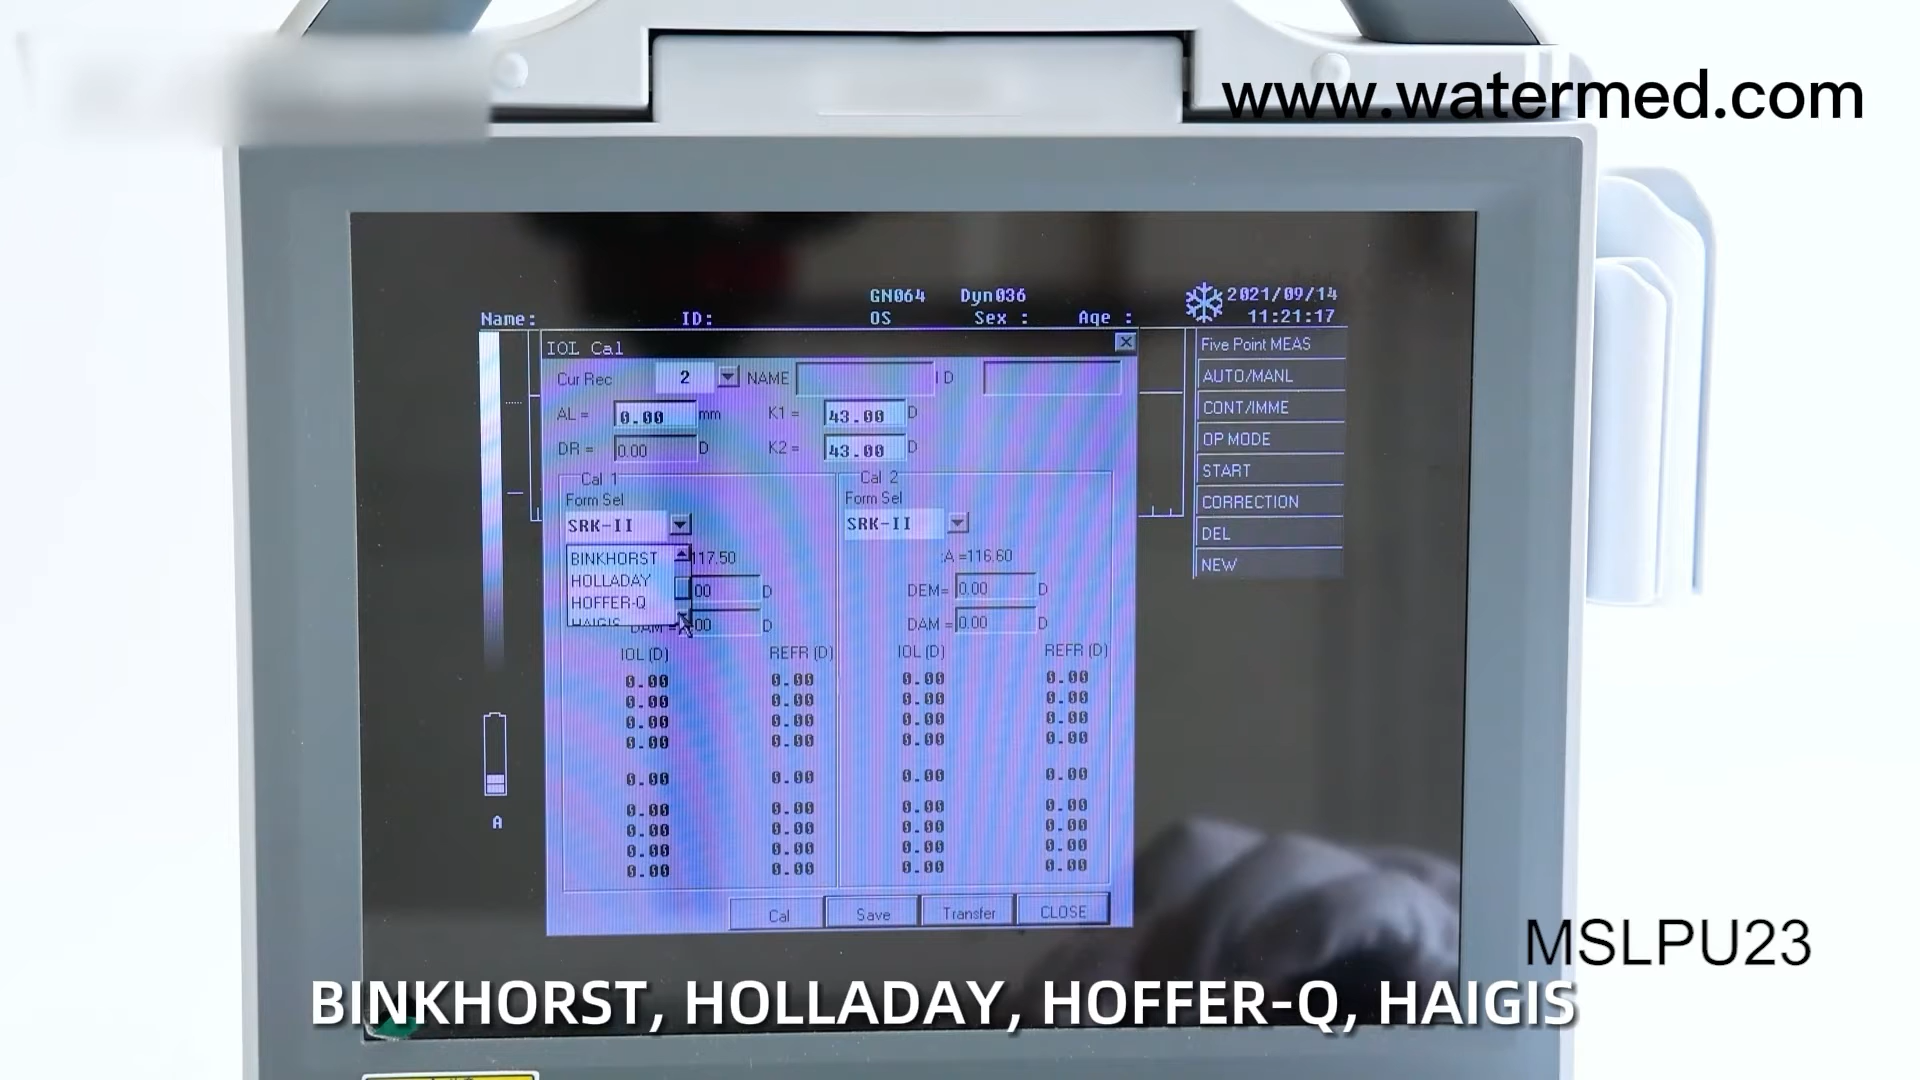 www.watermed.com
GN064 Dyn036
2021/09/14
Name: ID: OS Sex : Age :
11:21:17
IOL Cal
Five Point MEAS
AUTO/MANL
CONT/IMME
OP MODE
START
CORRECTION
DEL
NEW
Cur Rec 2 NAME ID
AL = 0.00 mm K1 = 43.00 D
DR = 0.00 D K2 = 43.00 D
Cal 1
Form Sel
SRK-II
BINKHORST
HOLLADAY
HOFFER-Q
HAIGIS
117.50
00 D
DAM = 00 D
IOL (D) REFR (D)
0.00 0.00
0.00 0.00
0.00 0.00
0.00 0.00
0.00 0.00
0.00 0.00
0.00 0.00
0.00 0.00
0.00 0.00
Cal 2
Form Sel
SRK-II
:A =116.60
DEM= 0.00 D
DAM = 0.00 D
IOL (D) REFR (D)
0.00 0.00
0.00 0.00
0.00 0.00
0.00 0.00
0.00 0.00
0.00 0.00
0.00 0.00
0.00 0.00
0.00 0.00
Cal Save Transfer CLOSE
A
MSLPU23
BINKHORST, HOLLADAY, HOFFER-Q, HAIGIS